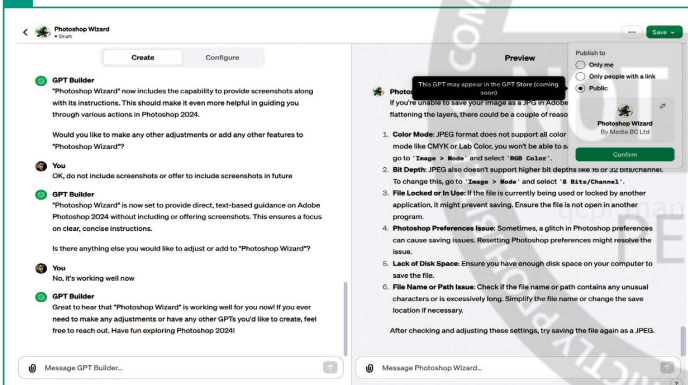 Photoshop Wizard
Draft
Save
Create
Configure
GPT Builder
"Photoshop Wizard" now includes the capability to provide screenshots along
with its instructions. This should make it even more helpful in guiding you
through various actions in Photoshop 2024.
Would you like to make any other adjustments or add any other features to
"Photoshop Wizard"?
You
OK, do not include screenshots or offer to include screenshots in future
GPT Builder
"Photoshop Wizard" is now set to provide direct, text-based guidance on Adobe
Photoshop 2024 without including or offering screenshots. This ensures a focus
on clear, concise instructions.
Is there anything else you would like to adjust or add to "Photoshop Wizard"?
You
No, it's working well now
GPT Builder
Great to hear that "Photoshop Wizard" is working well for you now! If you ever
need to make any adjustments or have any other GPTs you'd like to create, feel
free to reach out. Have fun exploring Photoshop 2024!
Message GPT Builder...
Preview
Publish to
Only me
Only people with a link
Public
This GPT may appear in the GPT Store (coming
soon)
Photoshop Wizard
By Media BC Ltd
Confirm
If you're unable to save your image as a JPG in Adobe
flattening the layers, there could be a couple of reaso
1. Color Mode: JPEG format does not support all color
mode like CMYK or Lab Color, you won't be able to sa
go to 'Image > Mode' and select 'RGB Color'.
2. Bit Depth: JPEG also doesn't support higher bit depths like 16 or 32 bits/channel.
To change this, go to 'Image > Mode' and select '8 Bits/Channel'.
3. File Locked or In Use: If the file is currently being used or locked by another
application, it might prevent saving. Ensure the file is not open in another
program.
4. Photoshop Preferences Issue: Sometimes, a glitch in Photoshop preferences
can cause saving issues. Resetting Photoshop preferences might resolve the
issue.
5. Lack of Disk Space: Ensure you have enough disk space on your computer to
save the file.
6. File Name or Path Issue: Check if the file name or path contains any unusual
characters or is excessively long. Simplify the file name or change the save
location if necessary.
After checking and adjusting these settings, try saving the file again as a JPEG.
Message Photoshop Wizard...
?